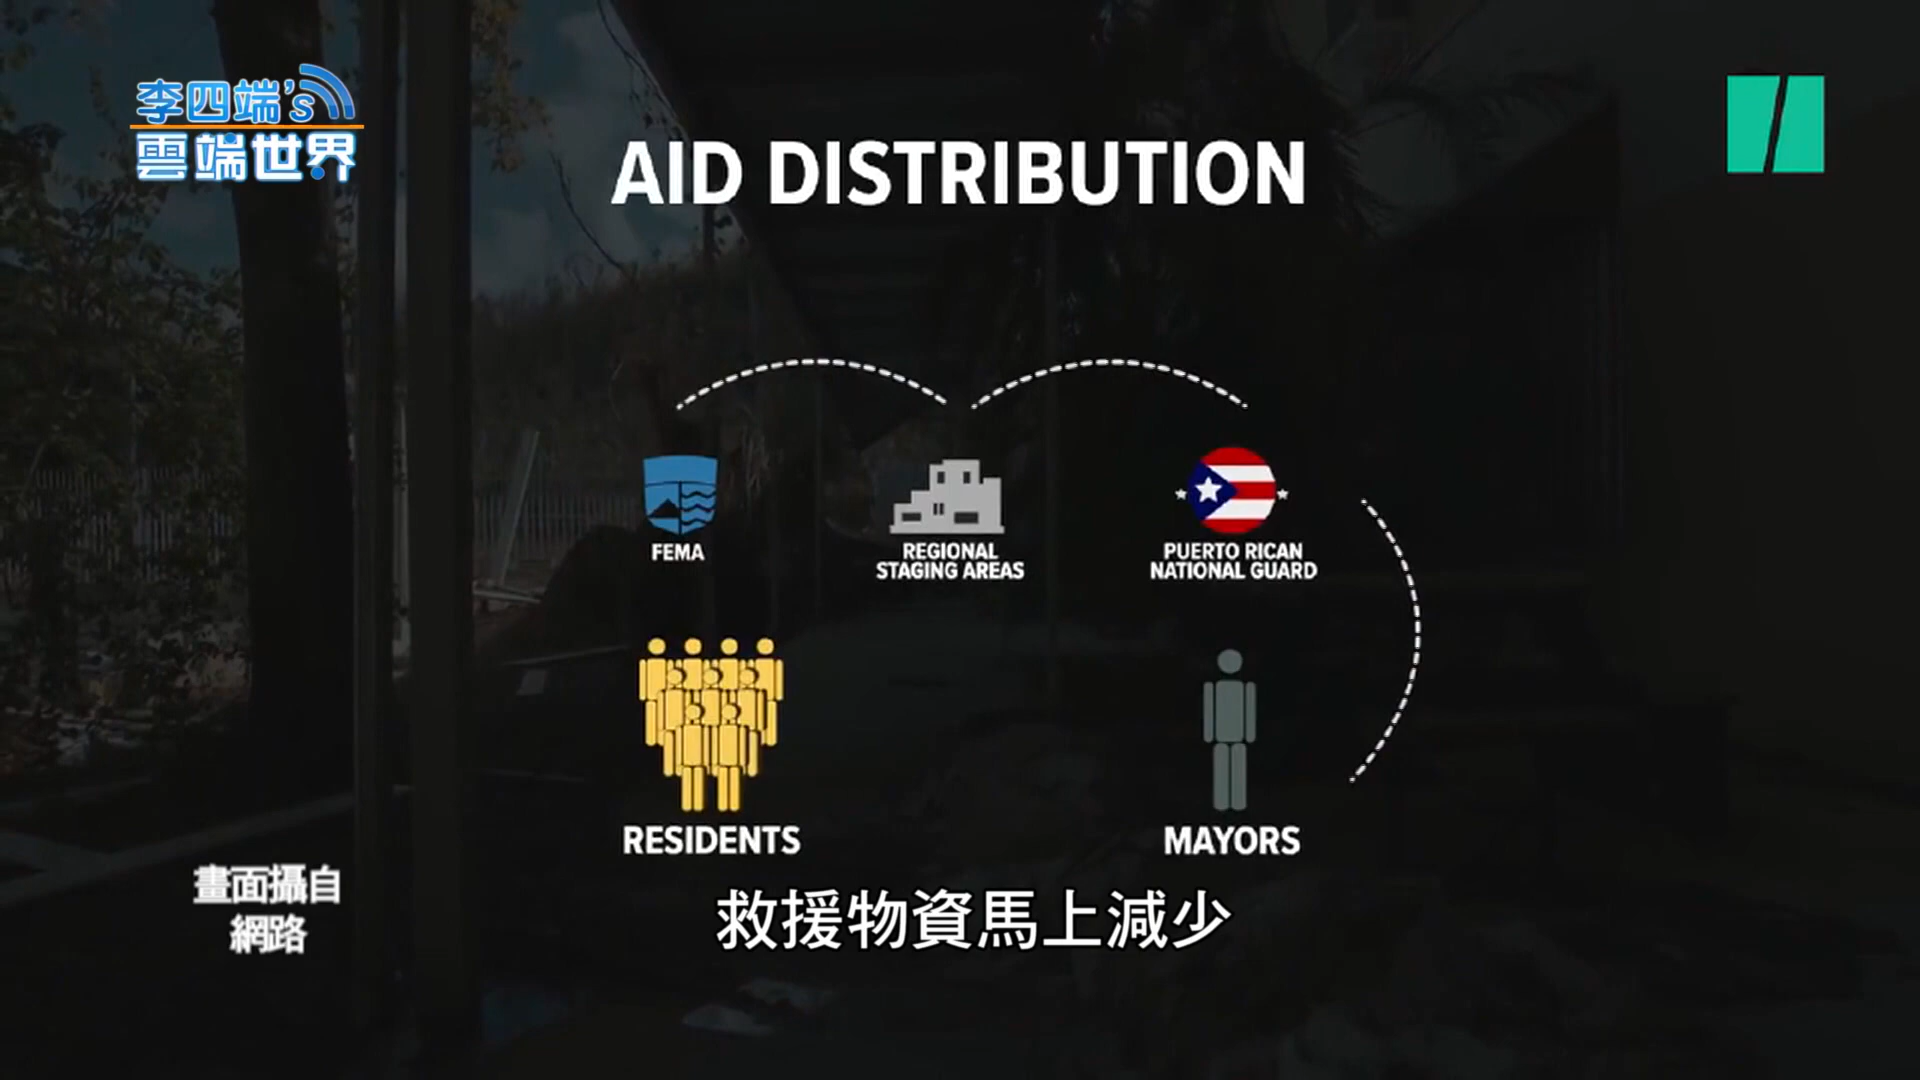 李四端's
雲端世界
AID DISTRIBUTION
FEMA
REGIONAL
STAGING AREAS
PUERTO RICAN
NATIONAL GUARD
RESIDENTS
MAYORS
畫面攝自
網路
救援物資馬上減少